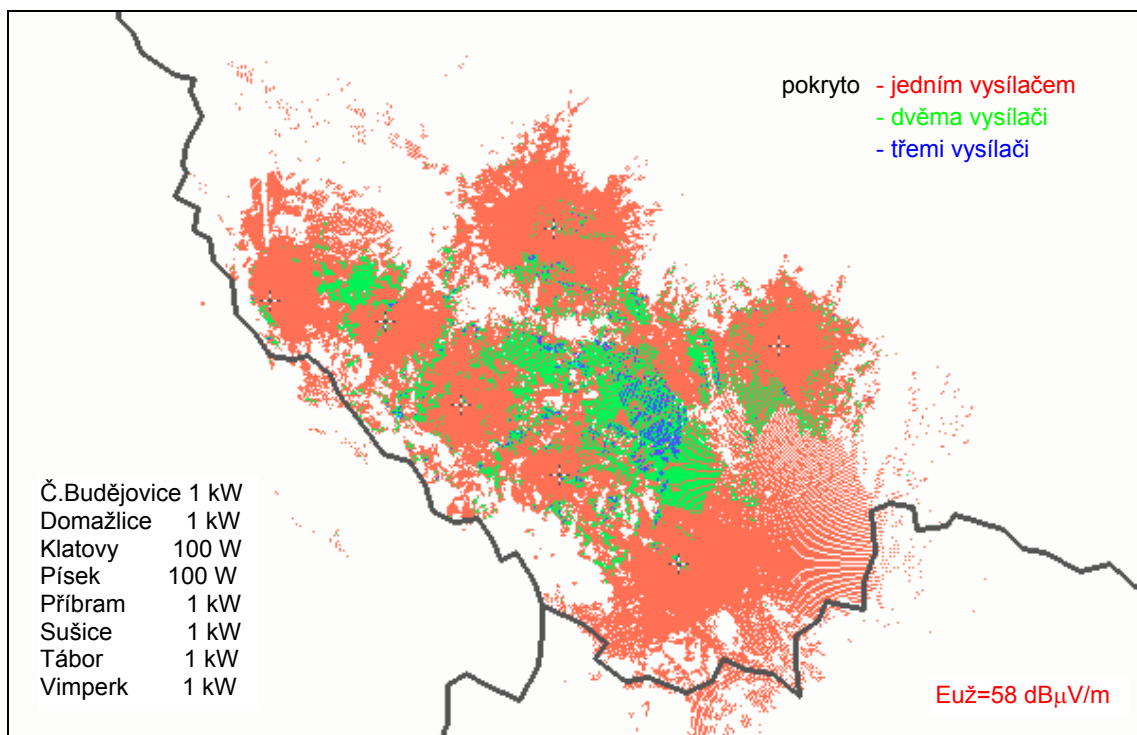 pokryto - jedním vysílačem
- dvěma vysílači
- třemi vysílači
Č.Budějovice 1 kW
Domažlice 1 kW
Klatovy 100 W
Písek 100 W
Příbram 1 kW
Sušice 1 kW
Tábor 1 kW
Vimperk 1 kW
Euž=58 dBµV/m